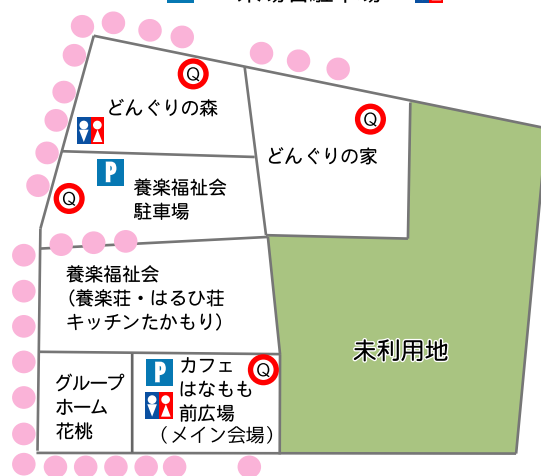 Q
どんぐりの森
Q
どんぐりの家
P
養楽福祉会
駐車場
Q
養楽福祉会
（養楽荘・はるひ荘
キッチンたかもり）
未利用地
グループ
ホーム
花桃
P
カフェ
はなもも
前広場
（メイン会場）
Q